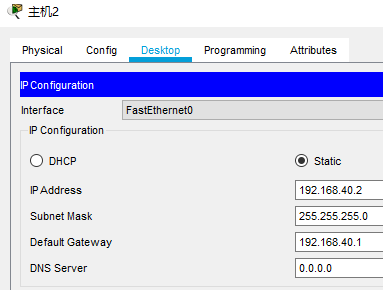 主机2
Physical Config Desktop Programming Attributes
IP Configuration
Interface FastEthernet0
IP Configuration
DHCP Static
IP Address 192.168.40.2
Subnet Mask 255.255.255.0
Default Gateway 192.168.40.1
DNS Server 0.0.0.0